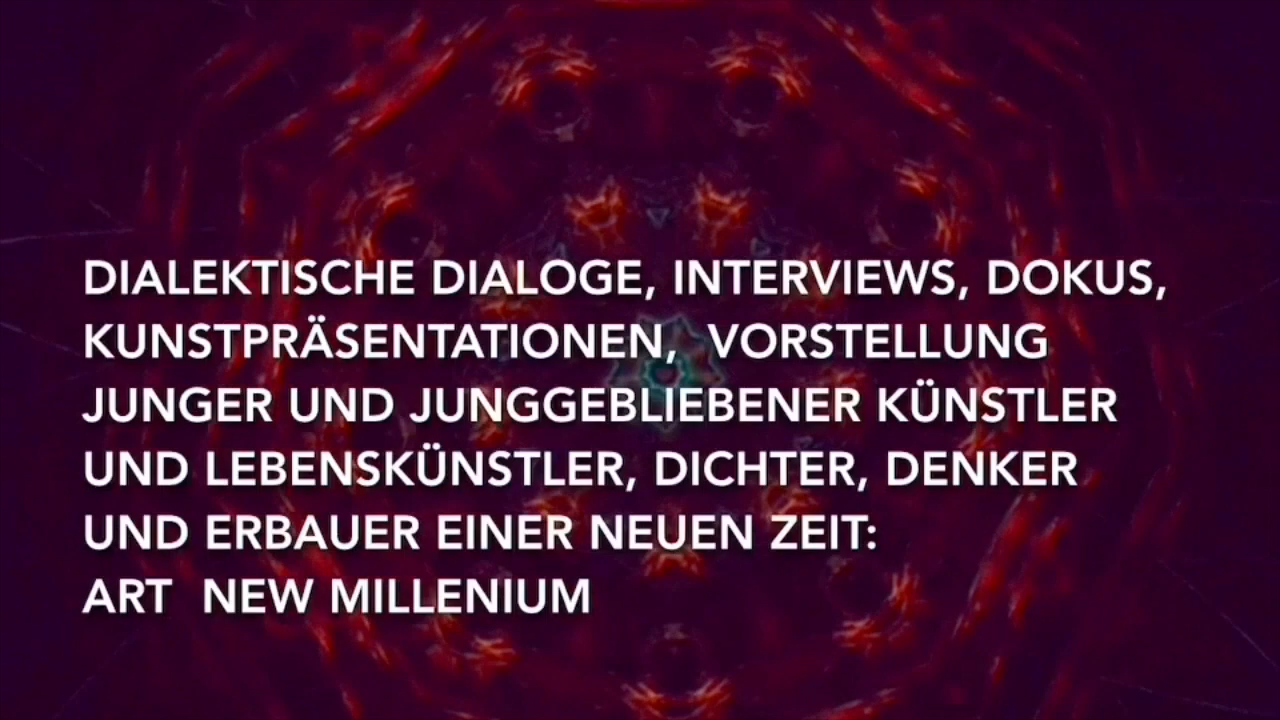 DIALEKTISCHE DIALOGE, INTERVIEWS, DOKUS,
KUNSTPRÄSENTATIONEN, VORSTELLUNG
JUNGER UND JUNGGEBLIEBENER KÜNSTLER
UND LEBENSKÜNSTLER, DICHTER, DENKER
UND ERBAUER EINER NEUEN ZEIT:
ART NEW MILLENIUM